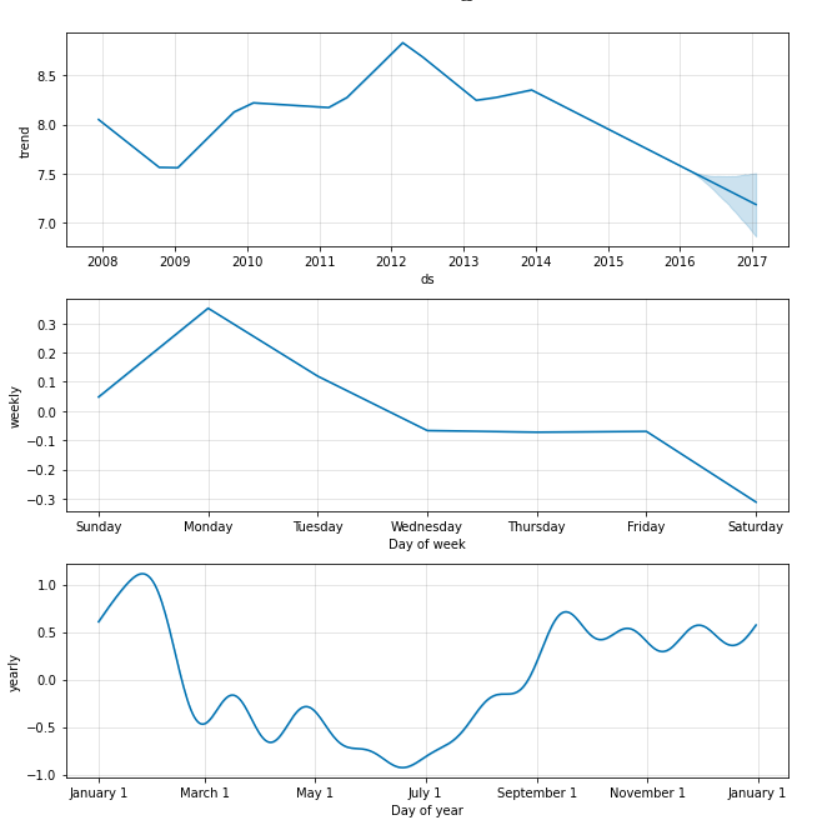 trend
8.5
8.0
7.5
7.0
2008 2009 2010 2011 2012 2013 2014 2015 2016 2017
ds
weekly
0.3
0.2
0.1
0.0
−0.1
−0.2
−0.3
Sunday Monday Tuesday Wednesday Thursday Friday Saturday
Day of week
yearly
1.0
0.5
0.0
−0.5
−1.0
January 1 March 1 May 1 July 1 September 1 November 1 January 1
Day of year